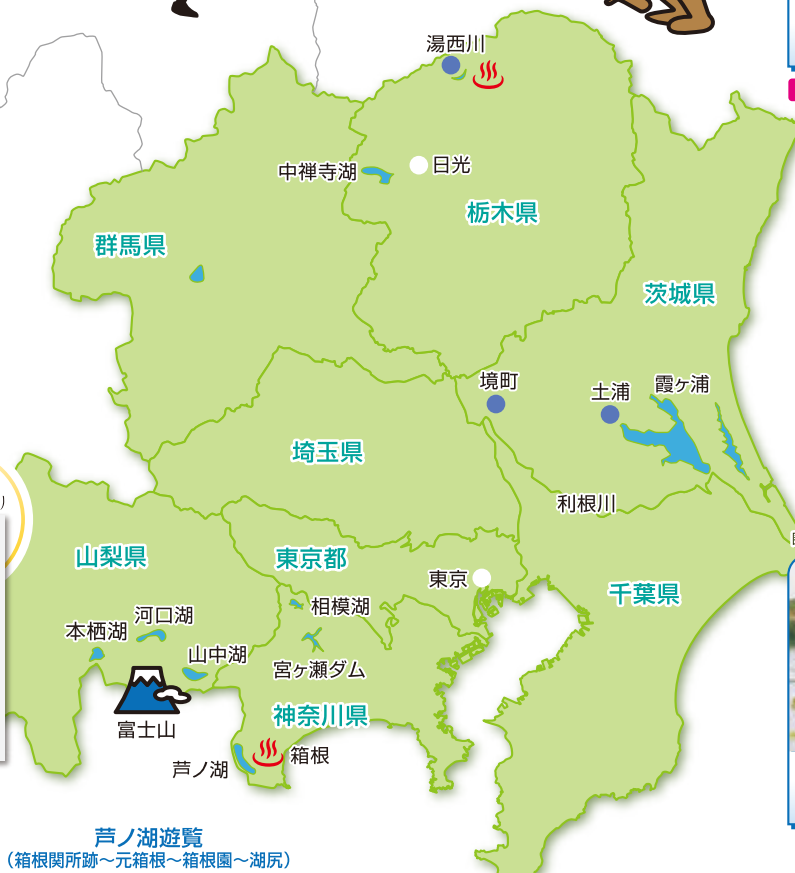 湯西川
中禅寺湖
日光
栃木県
群馬県
茨城県
境町
土浦
霞ヶ浦
埼玉県
利根川
山梨県
東京都
東京
千葉県
相模湖
河口湖
本栖湖
山中湖
宮ヶ瀬ダム
富士山
神奈川県
芦ノ湖
箱根
芦ノ湖遊覧
（箱根関所跡～元箱根～箱根園～湖尻）